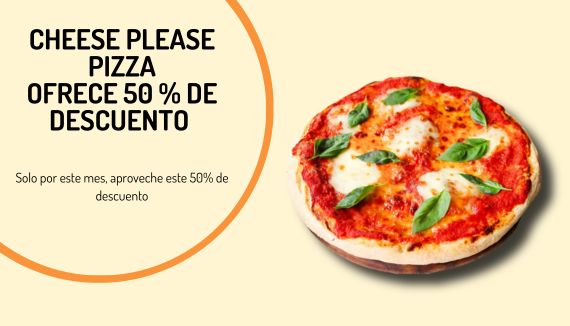 CHEESE PLEASE
PIZZA
OFRECE 50 % DE
DESCUENTO
Solo por este mes, aproveche este 50% de
descuento